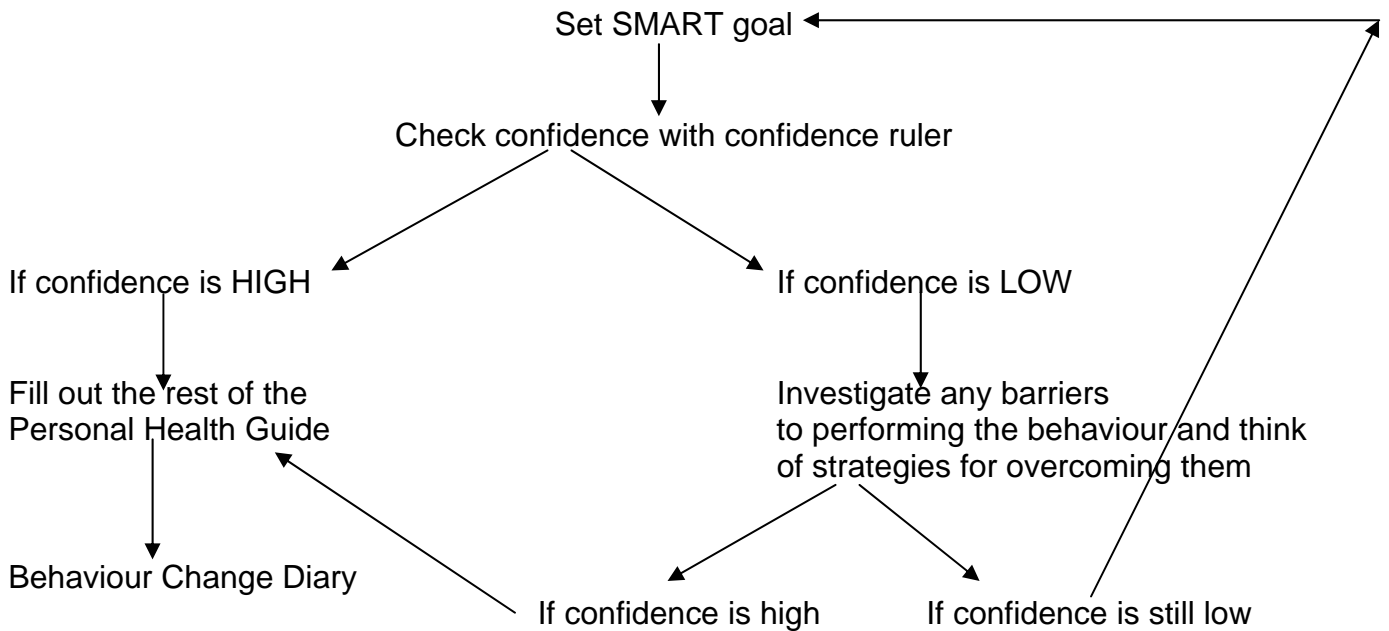 Set SMART goal
Check confidence with confidence ruler
If confidence is HIGH
If confidence is LOW
Fill out the rest of the
Personal Health Guide
Investigate any barriers
to performing the behaviour and think
of strategies for overcoming them
Behaviour Change Diary
If confidence is high
If confidence is still low